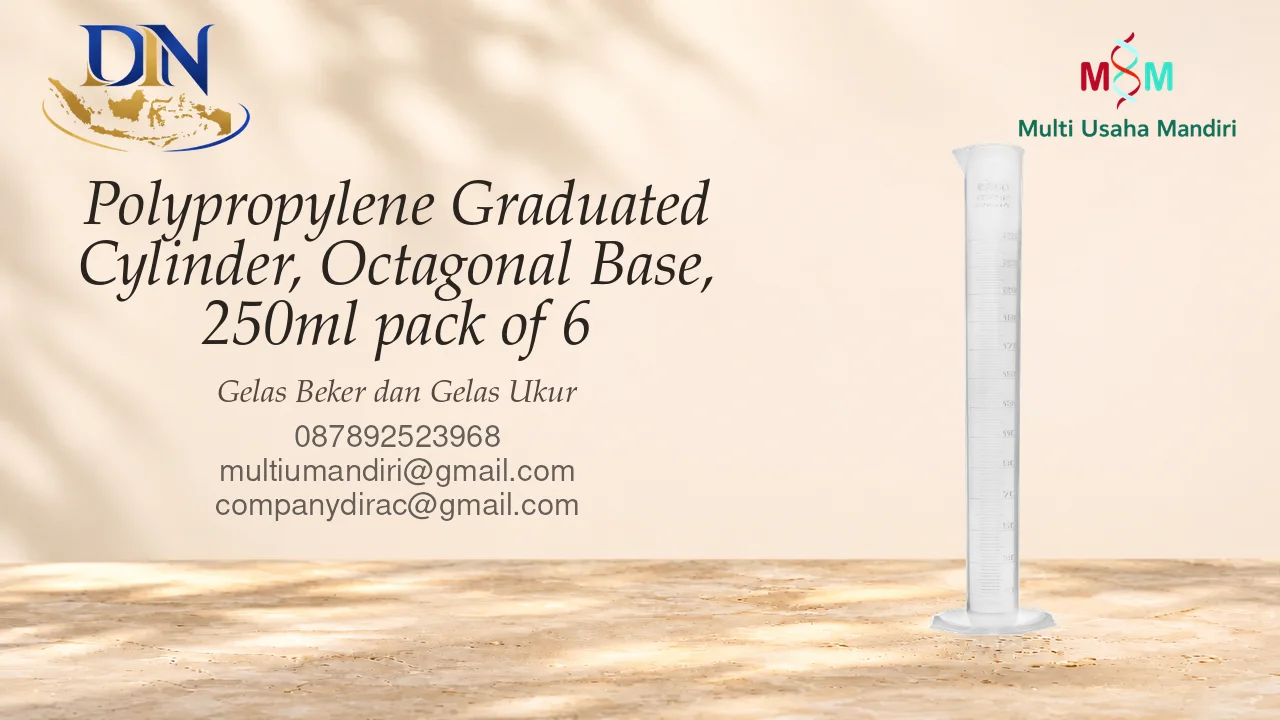 DIN
MSM
Multi Usaha Mandiri
Polypropylene Graduated
Cylinder, Octagonal Base,
250ml pack of 6
Gelas Beker dan Gelas Ukur
087892523968
multiumandiri@gmail.com
companydirac@gmail.com